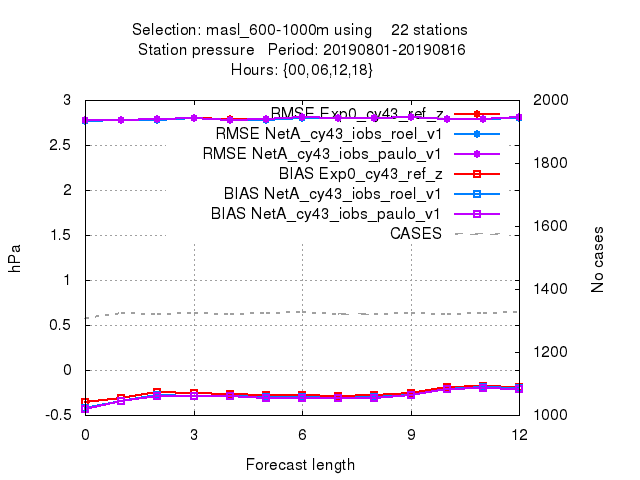 Selection: masl_600-1000m using    22 stations
Station pressure   Period: 20190801-20190816
Hours: {00,06,12,18}
3
2.5
2
1.5
1
0.5
0
-0.5
hPa
2000
1800
1600
1400
1200
1000
No cases
RMSE Exp0_cy43_ref_z
RMSE NetA_cy43_iobs_roel_v1
RMSE NetA_cy43_iobs_paulo_v1
BIAS Exp0_cy43_ref_z
BIAS NetA_cy43_iobs_roel_v1
BIAS NetA_cy43_iobs_paulo_v1
CASES
0 3 6 9 12
Forecast length